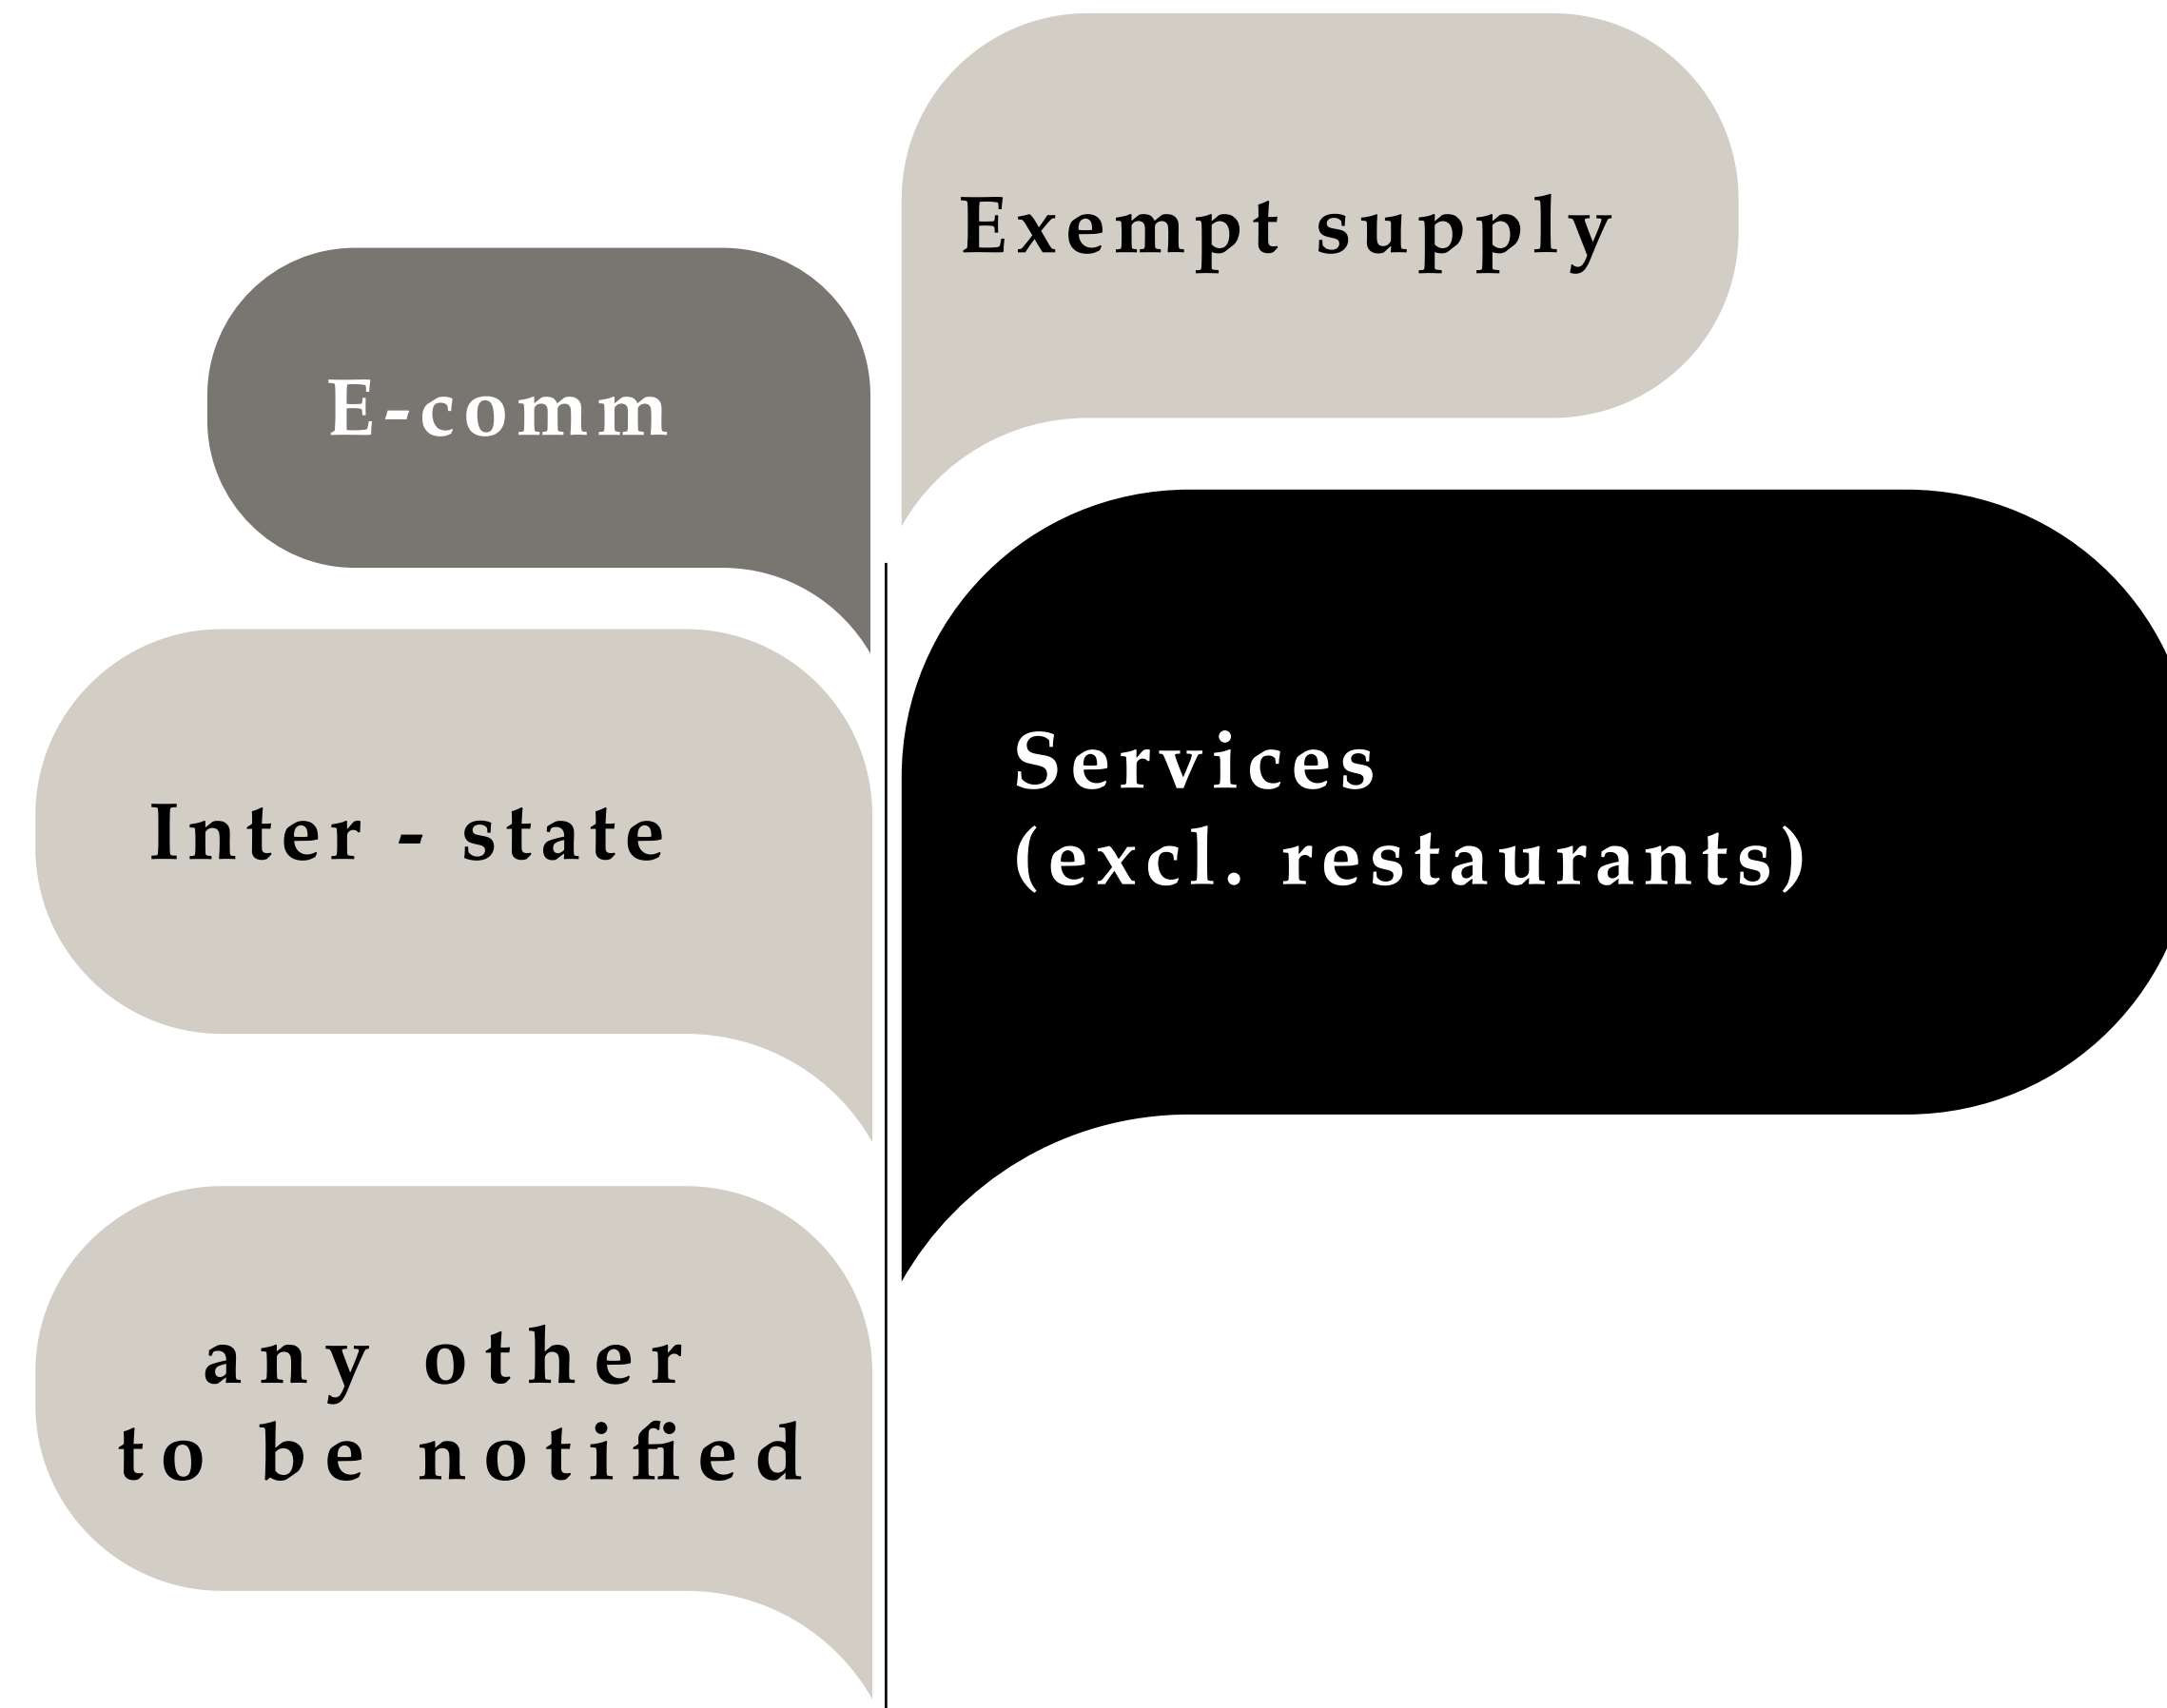 Exempt supply
E-comm
Services
(excl. restaurants)
Inter - state
any other
to be notified